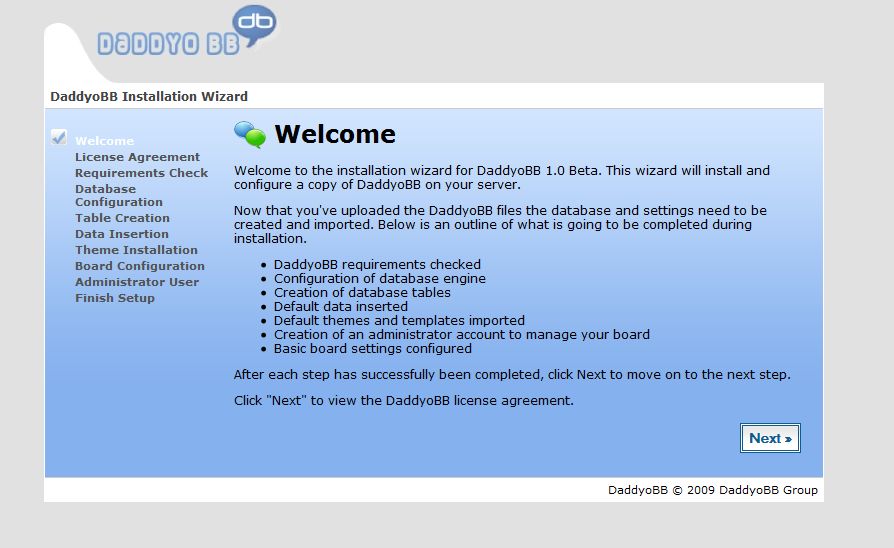 DaddyO BB db
DaddyoBB Installation Wizard
Welcome
License Agreement
Requirements Check
Database
Configuration
Table Creation
Data Insertion
Theme Installation
Board Configuration
Administrator User
Finish Setup
Welcome
Welcome to the installation wizard for DaddyoBB 1.0 Beta. This wizard will install and
configure a copy of DaddyoBB on your server.
Now that you've uploaded the DaddyoBB files the database and settings need to be
created and imported. Below is an outline of what is going to be completed during
installation.
• DaddyoBB requirements checked
• Configuration of database engine
• Creation of database tables
• Default data inserted
• Default themes and templates imported
• Creation of an administrator account to manage your board
• Basic board settings configured
After each step has successfully been completed, click Next to move on to the next step.
Click "Next" to view the DaddyoBB license agreement.
Next »
DaddyoBB © 2009 DaddyoBB Group